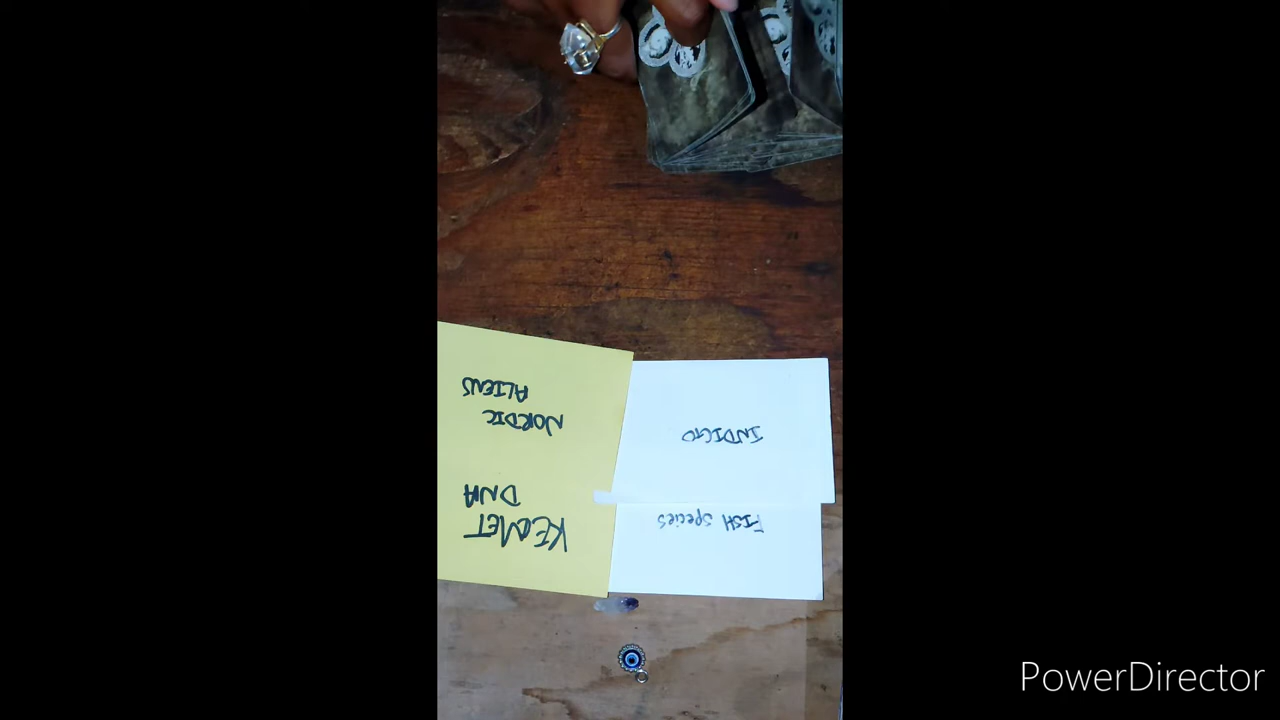 KEMET
DNA
NORDIC
ALIENS
FISH Species
INDIGO
PowerDirector